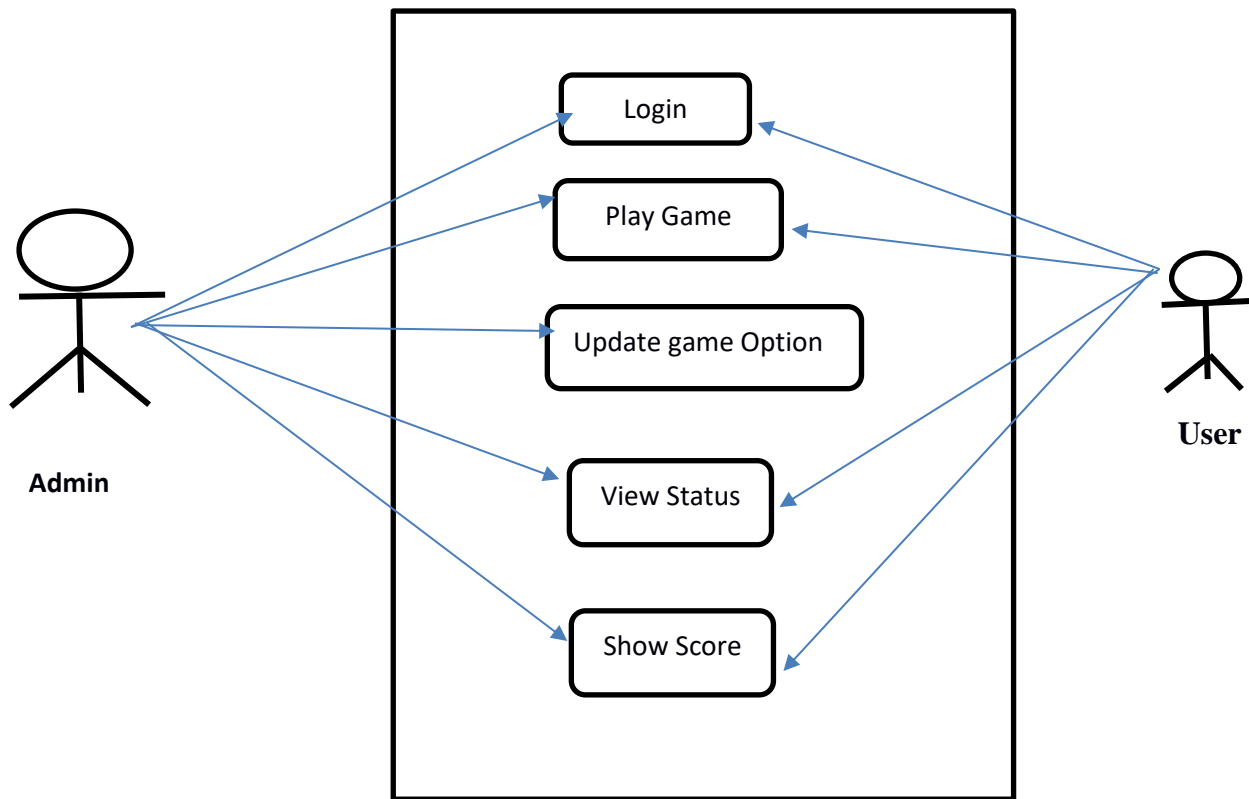 Login
Play Game
Update game Option
User
Admin
View Status
Show Score